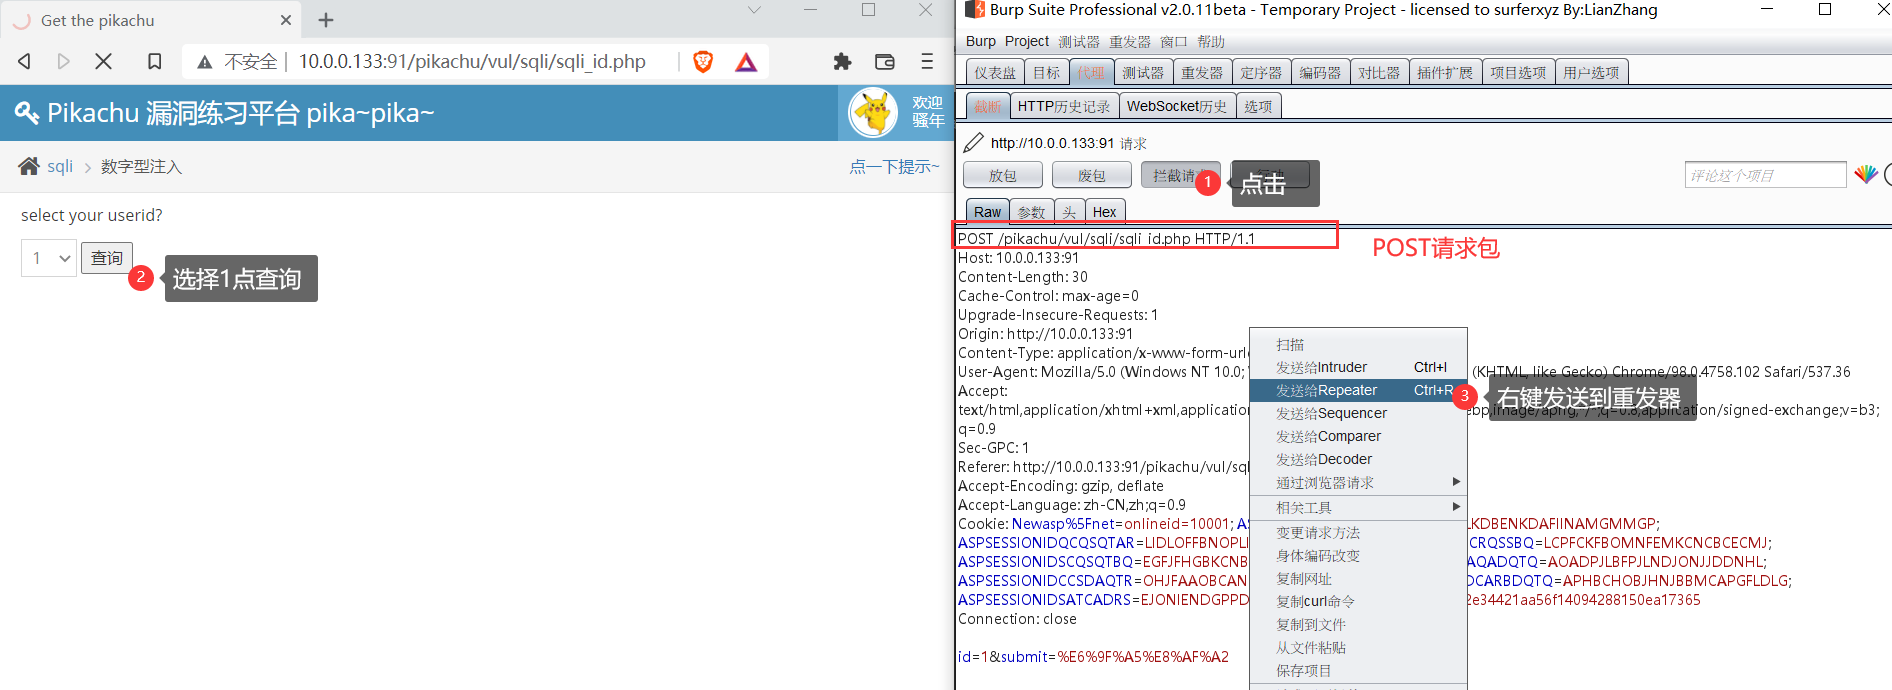 Get the pikachu
不安全 10.0.0.133:91/pikachu/vul/sqli/sqli_id.php
Pikachu 漏洞练习平台 pika~pika~
欢迎
骚年
sqli 数字型注入
点一下提示~
select your userid?
1 查询
2 选择1点查询
Burp Suite Professional v2.0.11beta - Temporary Project - licensed to surferxyz By:LianZhang
Burp Project 测试器 重发器 窗口 帮助
仪表盘 目标 代理 测试器 重发器 定序器 编码器 对比器 插件扩展 项目选项 用户选项
截断 HTTP历史记录 WebSocket历史 选项
http://10.0.0.133:91 请求
放包 废包 拦截请 1 点击
评论这个项目
Raw 参数 头 Hex
POST /pikachu/vul/sqli/sqli_id.php HTTP/1.1
POST请求包
Host: 10.0.0.133:91
Content-Length: 30
Cache-Control: max-age=0
Upgrade-Insecure-Requests: 1
Origin: http://10.0.0.133:91
Content-Type: application/x-www-form-url
User-Agent: Mozilla/5.0 (Windows NT 10.0; (KHTML, like Gecko) Chrome/98.0.4758.102 Safari/537.36
Accept:
text/html,application/xhtml+xml,application ebp,image/apng,*/*;q=0.8,application/signed-exchange;v=b3;
q=0.9
Sec-GPC: 1
Referer: http://10.0.0.133:91/pikachu/vul/sql
Accept-Encoding: gzip, deflate
Accept-Language: zh-CN,zh;q=0.9
Cookie: Newasp%5Fnet=onlineid=10001; AS LKDBENKDAFIINAMGMMGP;
ASPSESSIONIDQCQSQTAR=LIDLOFFBNOPLI CRQSSBQ=LCPFCKFBOMNFEMKCNCBCECMJ;
ASPSESSIONIDSCQSQTBQ=EGFJFHGBKCNB AQADQTQ=AOADPJLBFPJLNDJONJJDDNHL;
ASPSESSIONIDCCSDAQTR=OHJFAAOBCAN DCARBDQTQ=APHBCHOBJHNJBBMCAPGFLDLG;
ASPSESSIONIDSATCADRS=EJONIENDGPPD 2e34421aa56f14094288150ea17365
Connection: close
id=1&submit=%E6%9F%A5%E8%AF%A2
扫描
发送给Intruder Ctrl+I
发送给Repeater Ctrl+R
3 右键发送到重发器
发送给Sequencer
发送给Comparer
发送给Decoder
通过浏览器请求
相关工具
变更请求方法
身体编码改变
复制网址
复制curl命令
复制到文件
从文件粘贴
保存项目